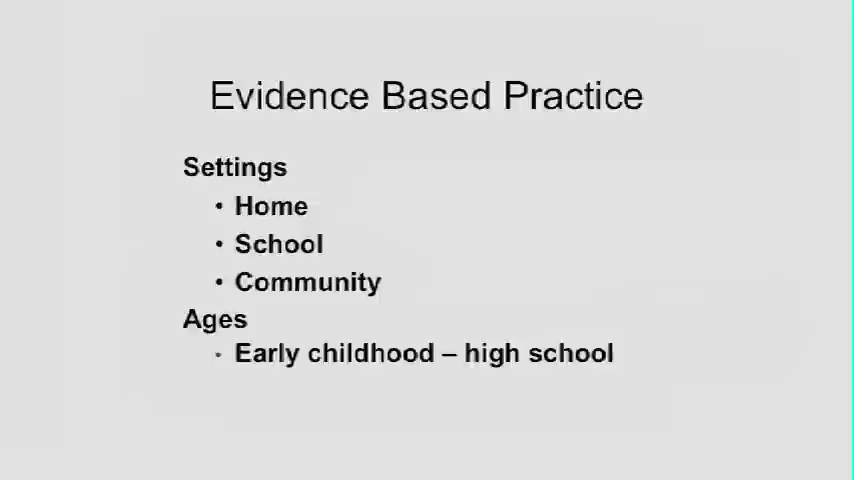 Evidence Based Practice
Settings
• Home
• School
• Community
Ages
• Early childhood – high school